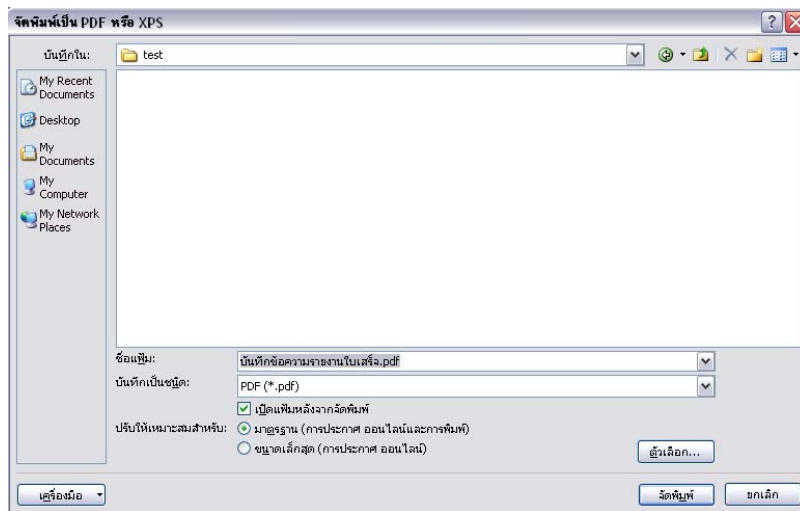 จัดพิมพ์เป็น PDF หรือ XPS
บันทึกใน:
test
My Recent
Documents
Desktop
My
Documents
My
Computer
My Network
Places
ชื่อแฟ้ม:
บันทึกข้อความรายงานใบเสร็จ.pdf
บันทึกเป็นชนิด:
PDF (*.pdf)
เปิดแฟ้มหลังจากจัดพิมพ์
ปรับให้เหมาะสมสำหรับ:
มาตรฐาน (การประกาศ ออนไลน์และการพิมพ์)
ขนาดเล็กสุด (การประกาศ ออนไลน์)
ตัวเลือก...
เครื่องมือ
จัดพิมพ์
ยกเลิก